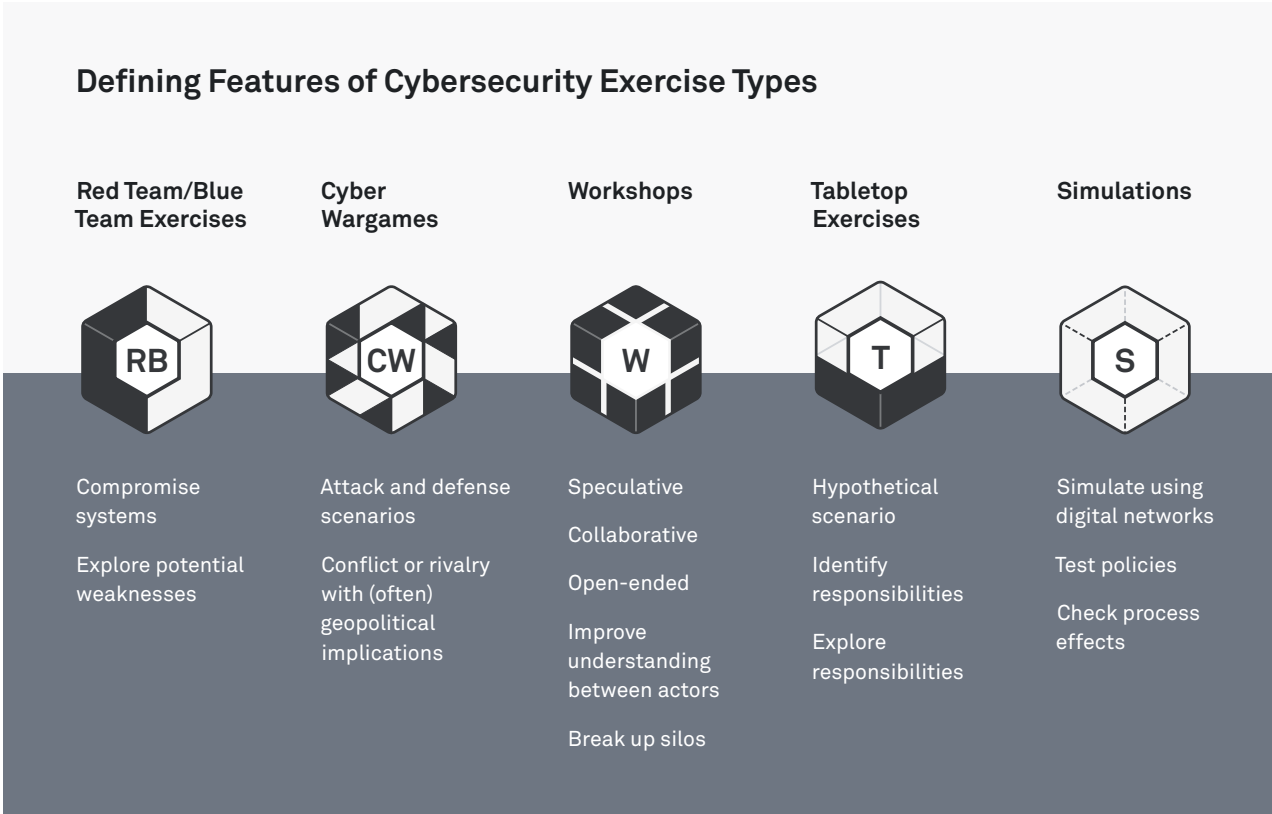 Defining Features of Cybersecurity Exercise Types
Red Team/Blue
Team Exercises
Cyber
Wargames
Workshops
Tabletop
Exercises
Simulations
RB
CW
W
T
S
Compromise
systems
Explore potential
weaknesses
Attack and defense
scenarios
Conflict or rivalry
with (often)
geopolitical
implications
Speculative
Collaborative
Open-ended
Improve
understanding
between actors
Break up silos
Hypothetical
scenario
Identify
responsibilities
Explore
responsibilities
Simulate using
digital networks
Test policies
Check process
effects